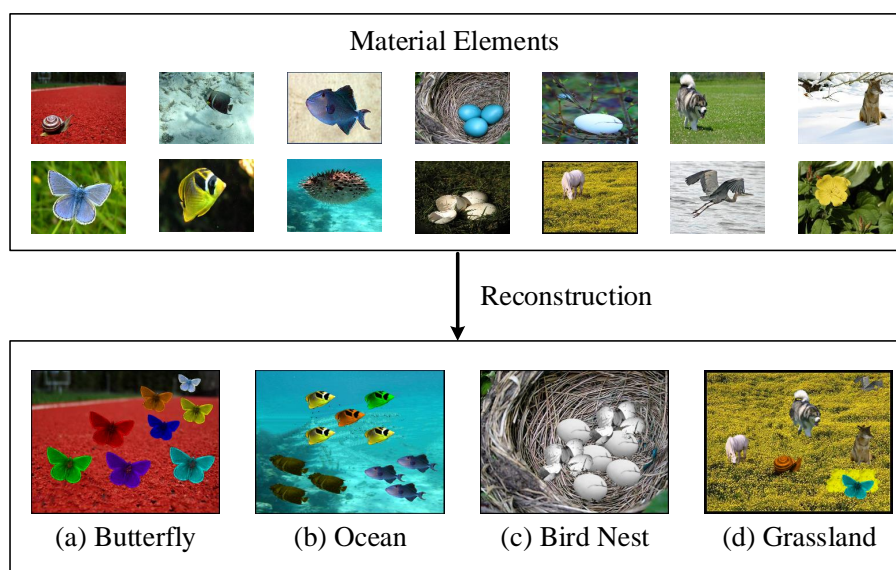 Material Elements
Reconstruction
(a) Butterfly
(b) Ocean
(c) Bird Nest
(d) Grassland